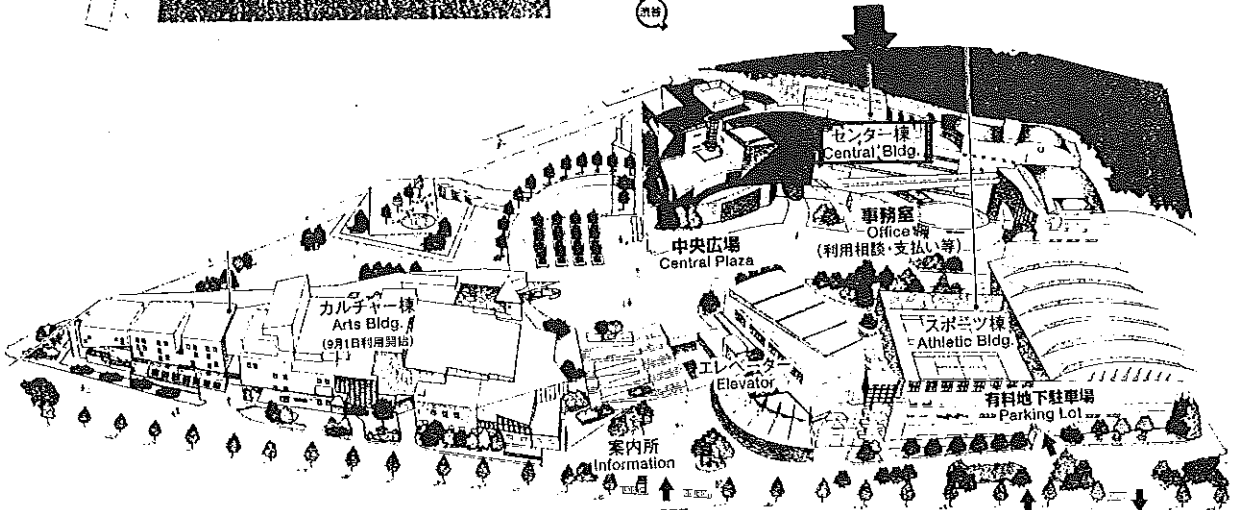 渋谷
センター棟
Central Bldg.
事務室
Office
(利用相談・支払い等)
中央広場
Central Plaza
カルチャー棟
Arts Bldg.
(9月1日利用開始)
スポーツ棟
Athletic Bldg.
エレベーター
Elevator
有料地下駐車場
Parking Lot
案内所
Information